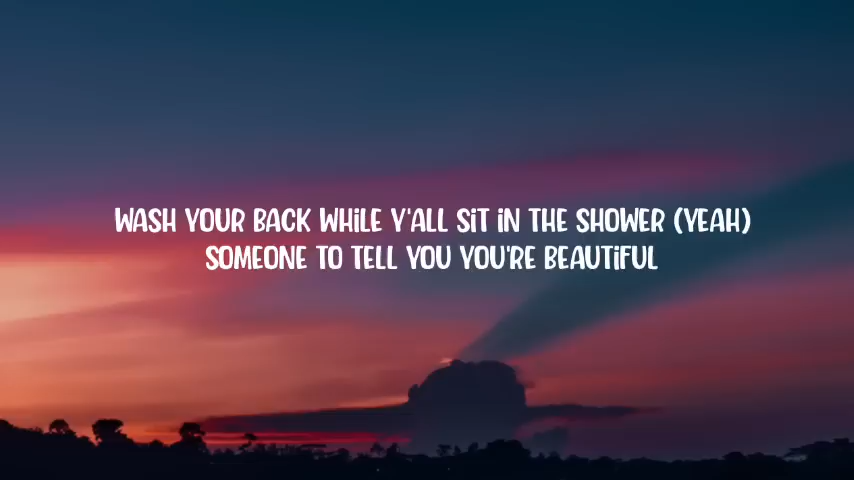 WASH YOUR BACK WHILE Y'ALL SIT IN THE SHOWER (YEAH)
SOMEONE TO TELL YOU YOU'RE BEAUTIFUL